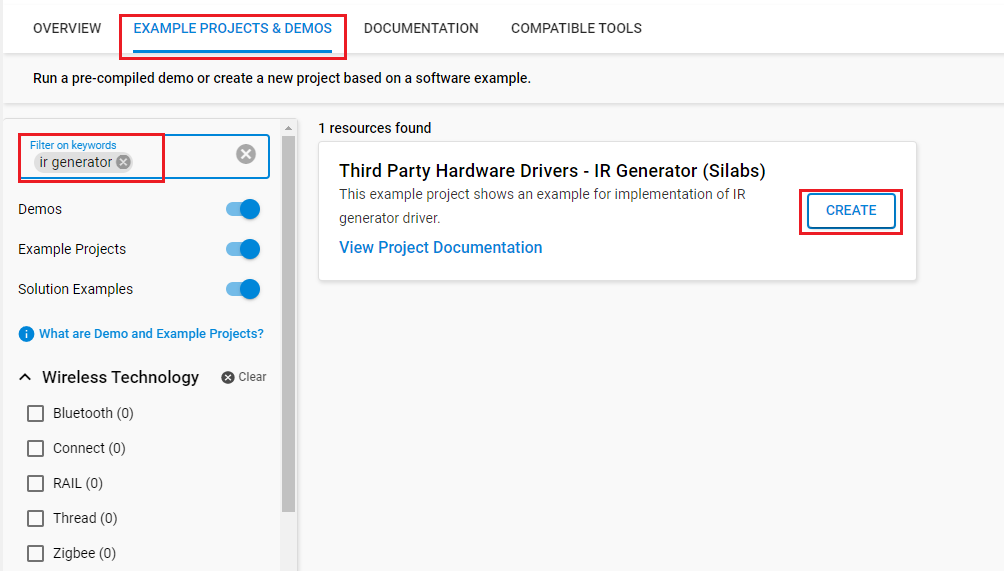 OVERVIEW
EXAMPLE PROJECTS & DEMOS
DOCUMENTATION
COMPATIBLE TOOLS
Run a pre-compiled demo or create a new project based on a software example.
Filter on keywords
ir generator
Demos
Example Projects
Solution Examples
What are Demo and Example Projects?
Wireless Technology
Clear
Bluetooth (0)
Connect (0)
RAIL (0)
Thread (0)
Zigbee (0)
1 resources found
Third Party Hardware Drivers - IR Generator (Silabs)
This example project shows an example for implementation of IR
generator driver.
View Project Documentation
CREATE